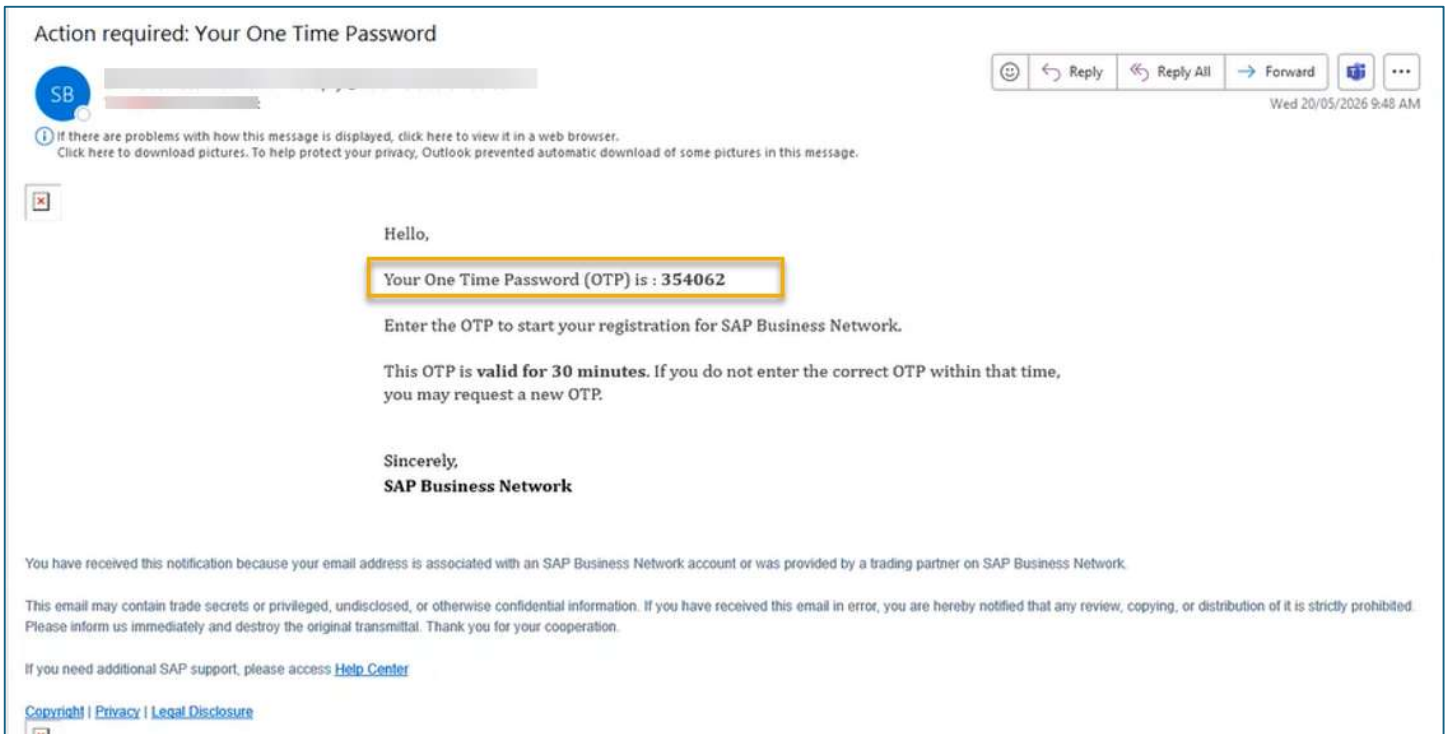 Action required: Your One Time Password
SB
Reply
Reply All
Forward
Wed 20/05/2026 9:48 AM
If there are problems with how this message is displayed, click here to view it in a web browser.
Click here to download pictures. To help protect your privacy, Outlook prevented automatic download of some pictures in this message.
Hello,
Your One Time Password (OTP) is : 354062
Enter the OTP to start your registration for SAP Business Network.
This OTP is valid for 30 minutes. If you do not enter the correct OTP within that time,
you may request a new OTP.
Sincerely,
SAP Business Network
You have received this notification because your email address is associated with an SAP Business Network account or was provided by a trading partner on SAP Business Network.
This email may contain trade secrets or privileged, undisclosed, or otherwise confidential information. If you have received this email in error, you are hereby notified that any review, copying, or distribution of it is strictly prohibited.
Please inform us immediately and destroy the original transmittal. Thank you for your cooperation.
If you need additional SAP support, please access Help Center
Copyright | Privacy | Legal Disclosure